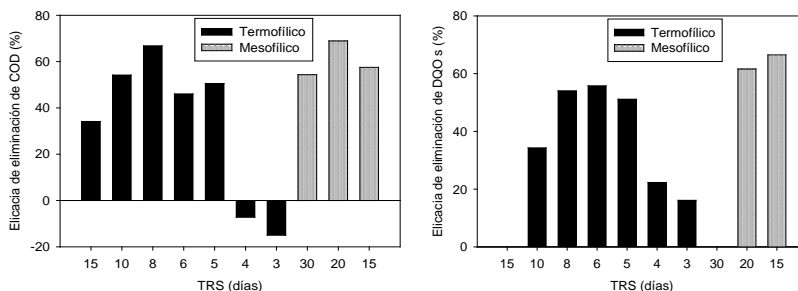 Elicacia de eliminación de COD (%)
80
60
40
20
0
-20
Termofílico
Mesofílico
15 10 8 6 5 4 3 30 20 15
TRS (días)
Elicacia de eliminación de DQO s (%)
80
60
40
20
0
Termofílico
Mesofílico
15 10 8 6 5 4 3 30 20 15
TRS (días)